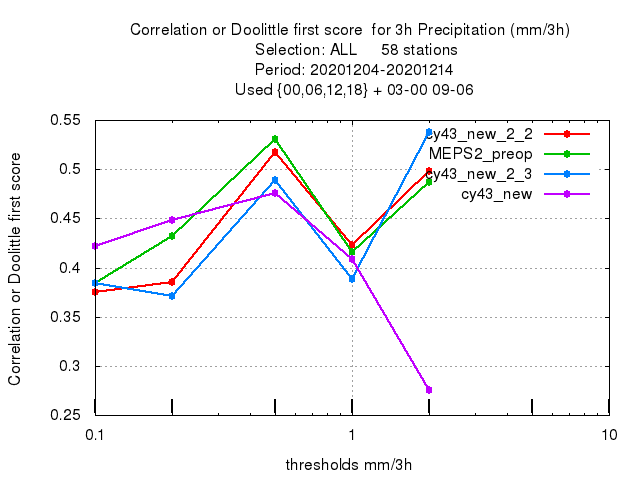 Correlation or Doolittle first score  for 3h Precipitation (mm/3h)
Selection: ALL     58 stations
Period: 20201204-20201214
Used {00,06,12,18} + 03-00 09-06
Correlation or Doolittle first score
0.55
0.5
0.45
0.4
0.35
0.3
0.25
cy43_new_2_2
MEPS2_preop
cy43_new_2_3
cy43_new
0.1 1 10
thresholds mm/3h